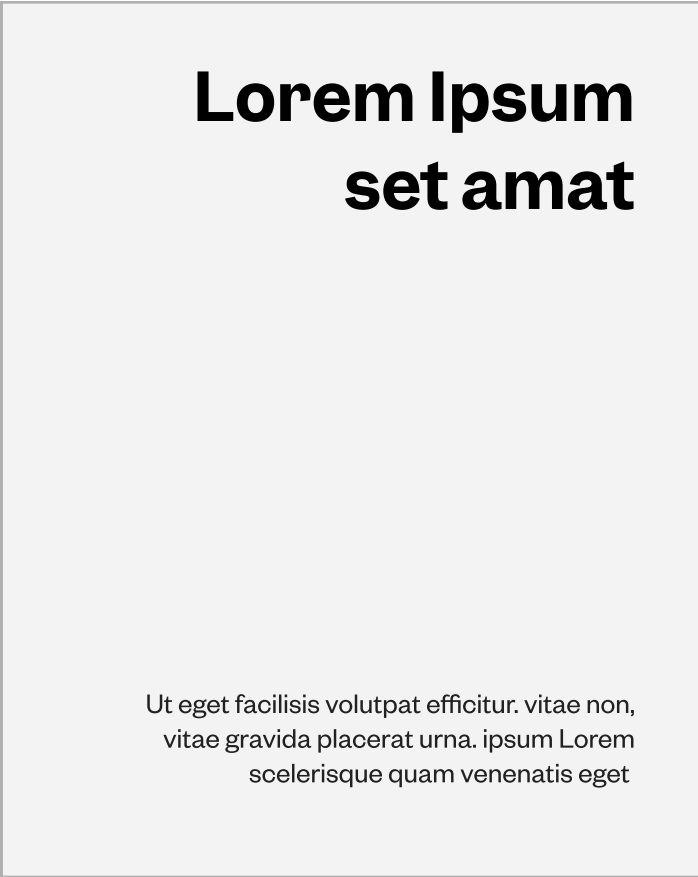 Lorem Ipsum
set amat
Ut eget facilisis volutpat efficitur. vitae non,
vitae gravida placerat urna. ipsum Lorem
scelerisque quam venenatis eget